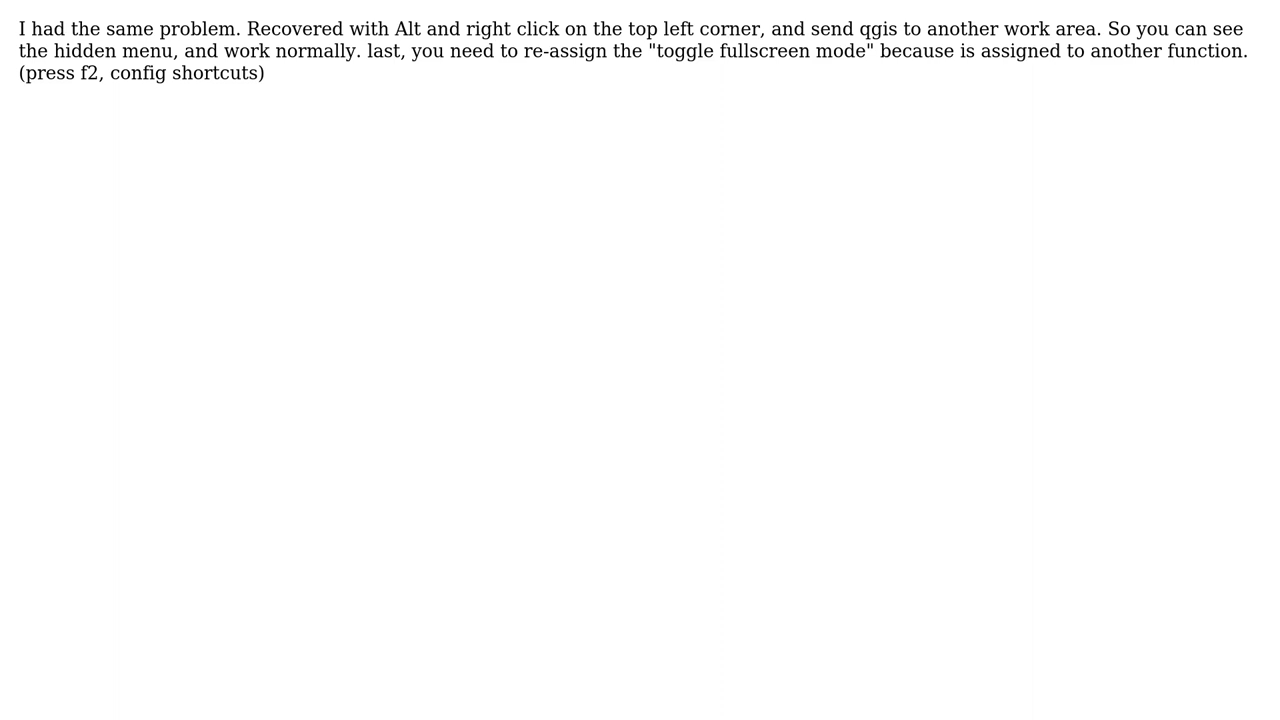 I had the same problem. Recovered with Alt and right click on the top left corner, and send qgis to another work area. So you can see
the hidden menu, and work normally. last, you need to re-assign the "toggle fullscreen mode" because is assigned to another function.
(press f2, config shortcuts)